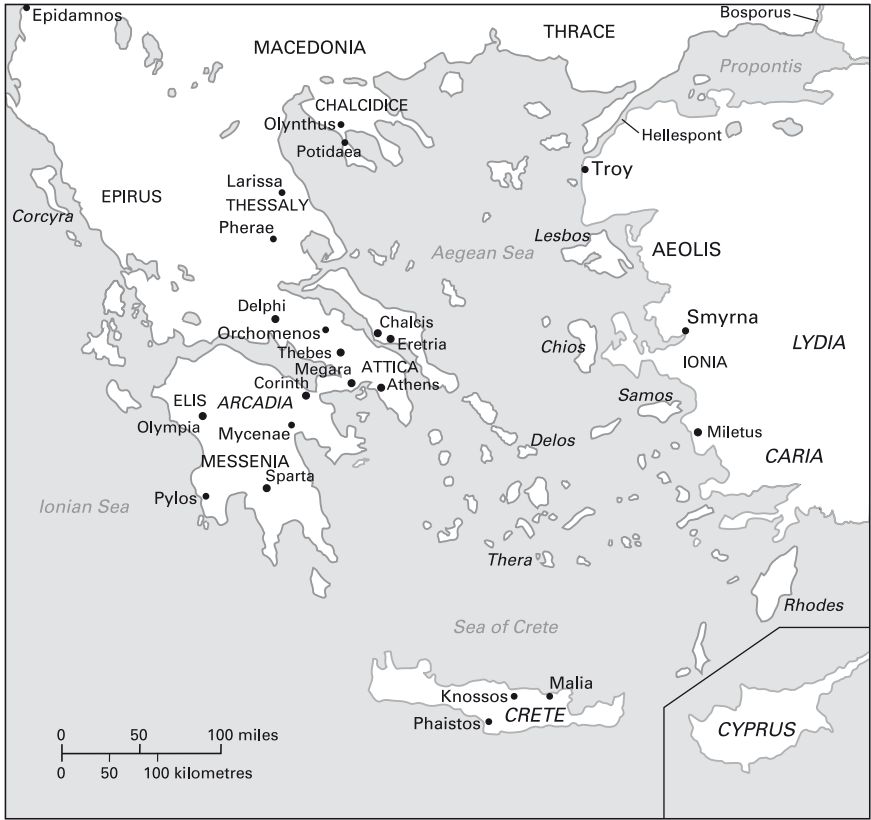 Bosporus
Epidamnos
THRACE
MACEDONIA
Propontis
CHALCIDICE
Olynthus
Hellespont
Potidaea
Troy
Larissa
EPIRUS
THESSALY
Corcyra
Pherae
Lesbos
AEOLIS
Aegean Sea
Delphi
Smyrna
Chalcis
Orchomenos
Eretria
LYDIA
Chios
Thebes
IONIA
Megara
ATTICA
Corinth
Athens
Samos
ELIS
ARCADIA
Olympia
Mycenae
Miletus
Delos
CARIA
MESSENIA
Sparta
Pylos
Ionian Sea
Thera
Rhodes
Sea of Crete
Malia
Knossos
CRETE
Phaistos
CYPRUS
0 50 100 miles
0 50 100 kilometres